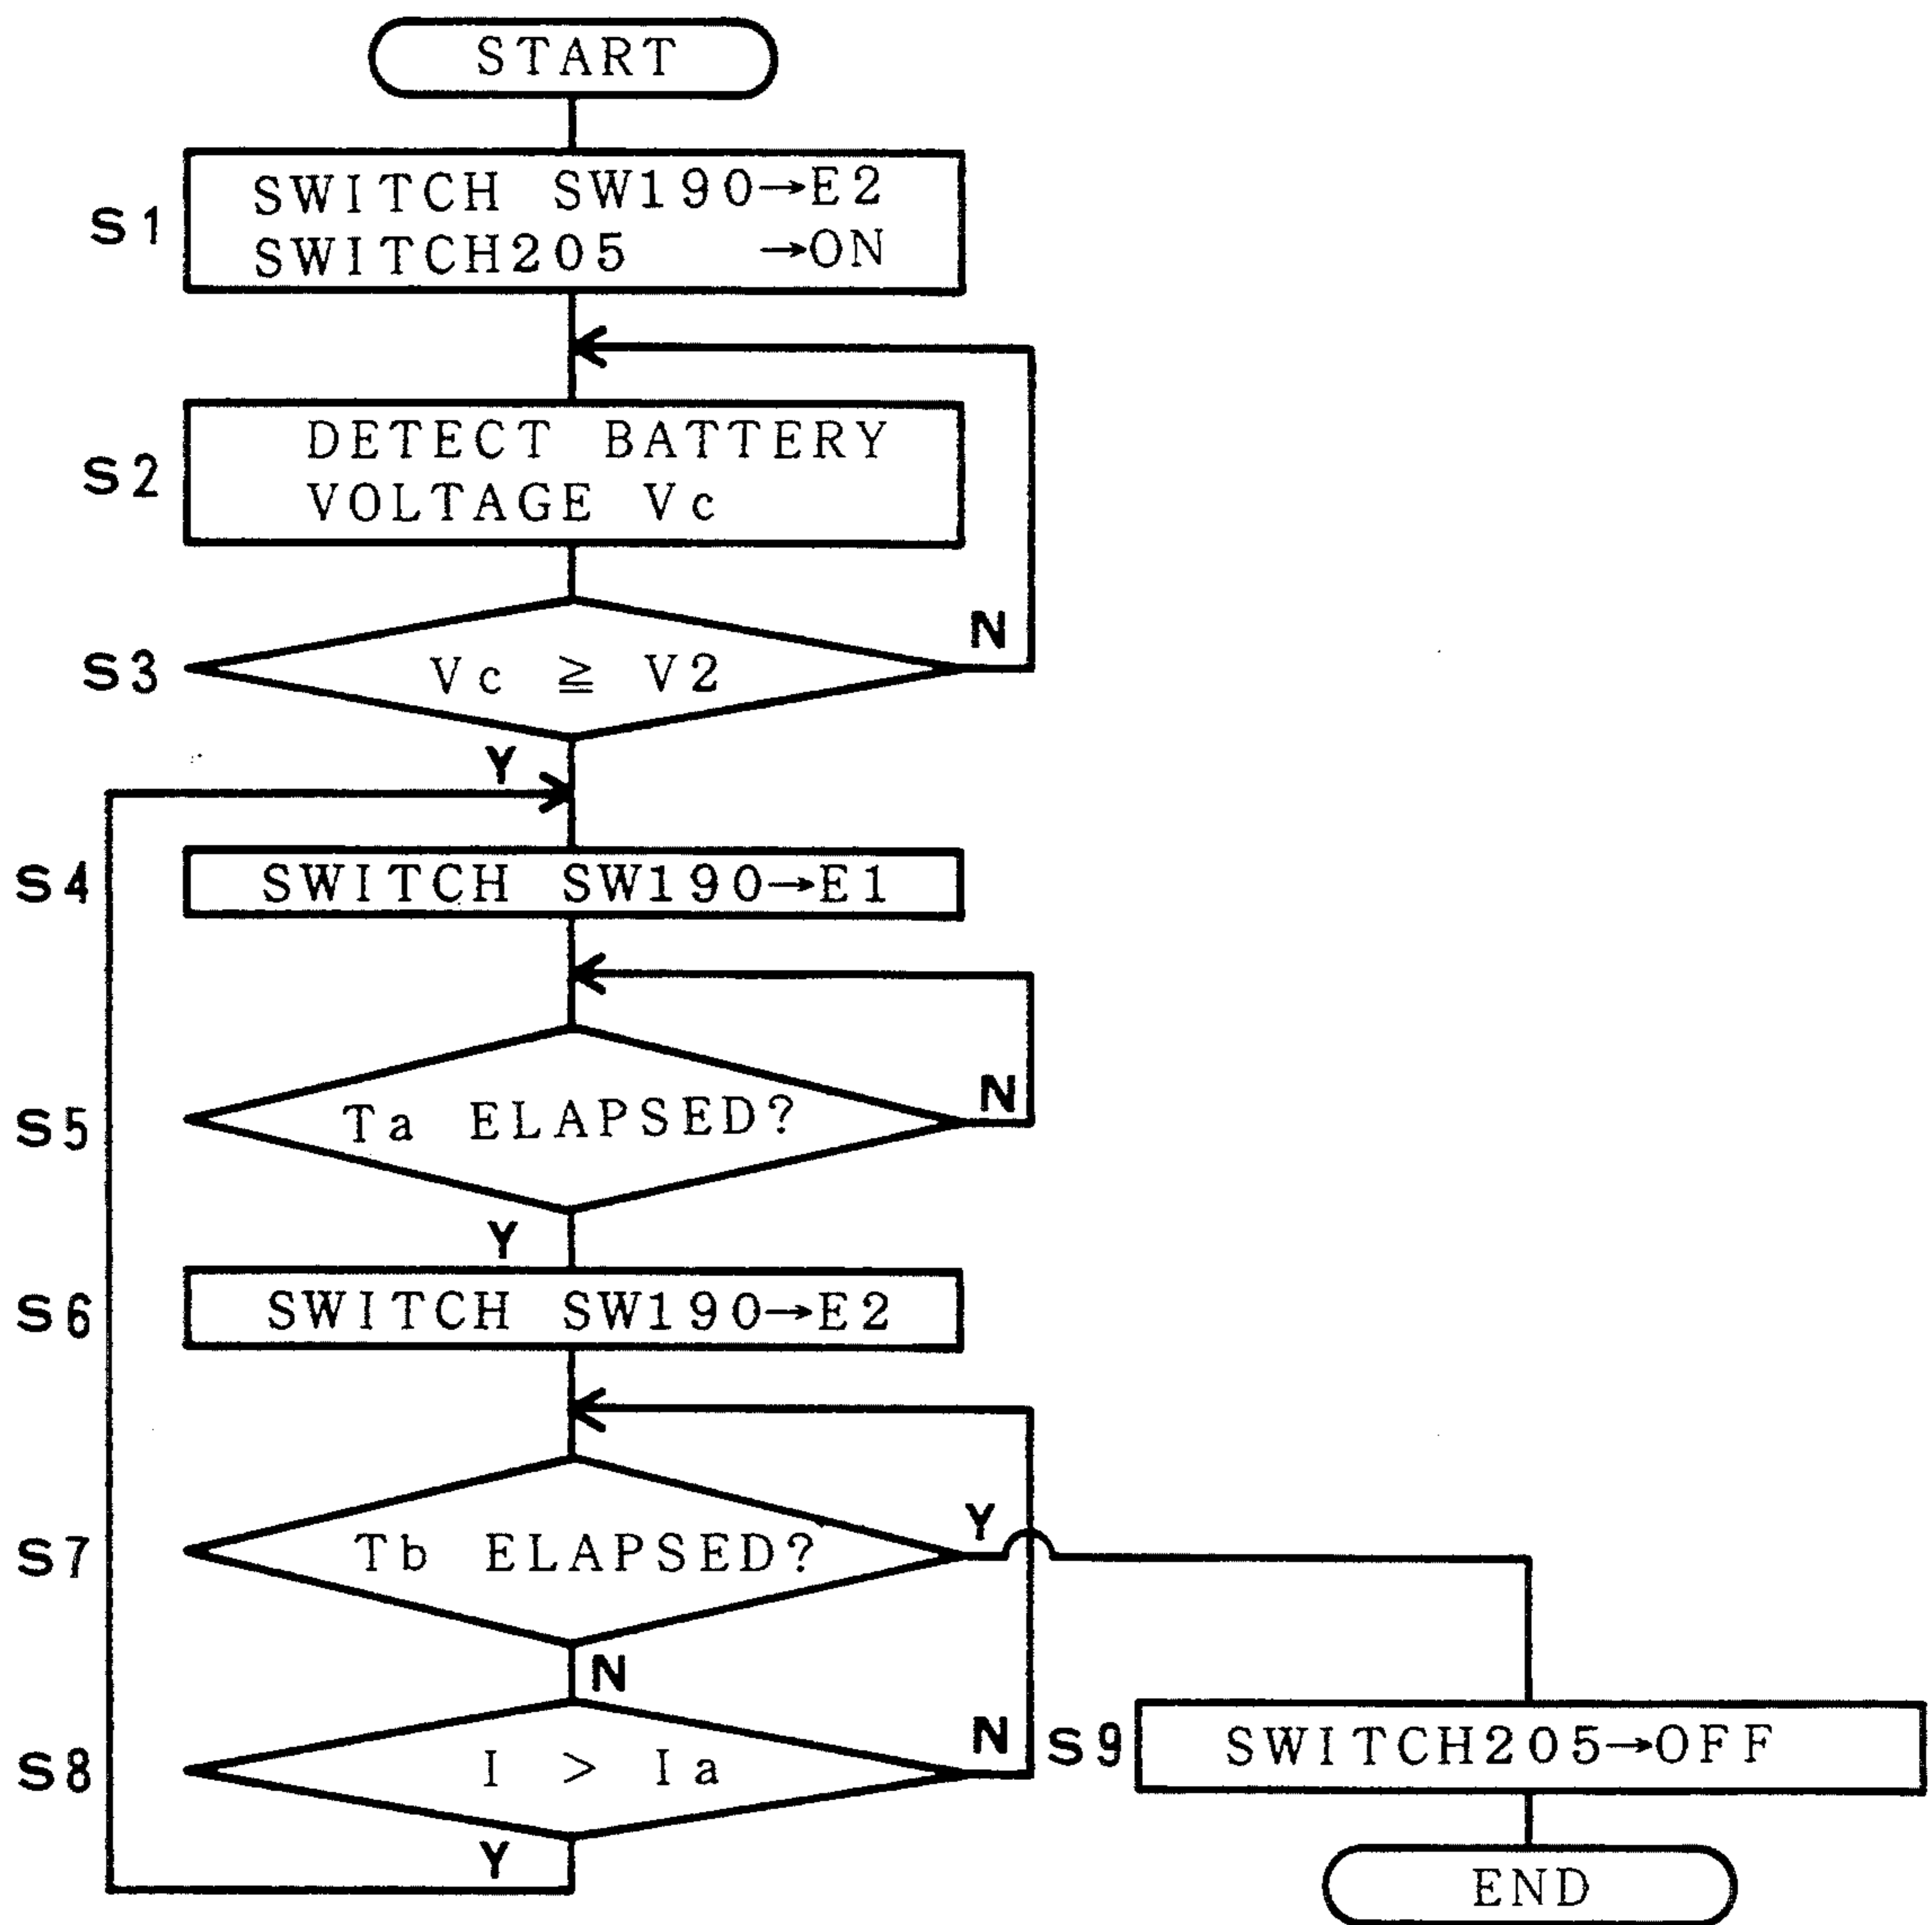 START
S1
SWITCH SW190→E2
SWITCH205 →ON
S2
DETECT BATTERY
VOLTAGE Vc
S3
Vc ≧ V2
N
Y
S4
SWITCH SW190→E1
S5
Ta ELAPSED?
N
Y
S6
SWITCH SW190→E2
S7
Tb ELAPSED?
Y
N
S8
I > Ia
N
Y
S9
SWITCH205→OFF
END